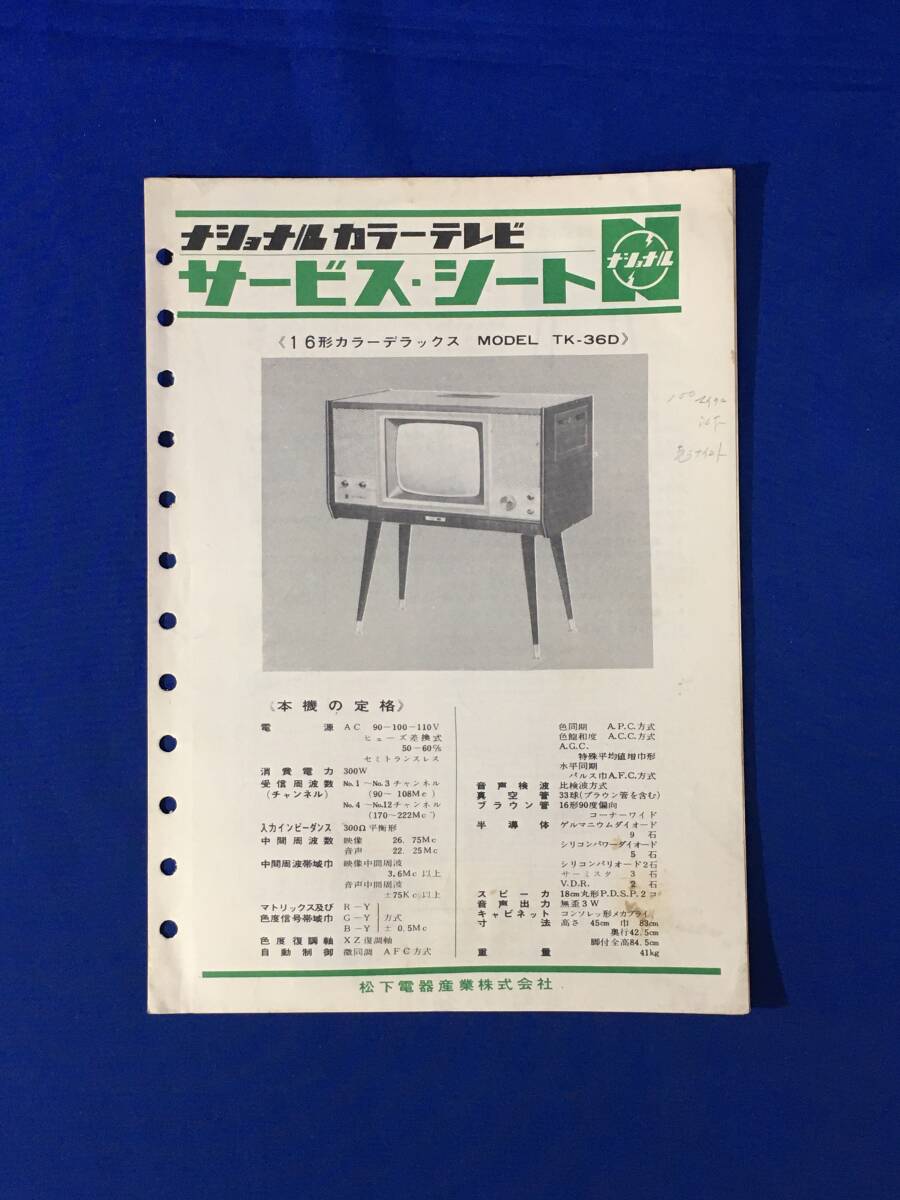 ナショナルカラーテレビ
サービス・シート
ナショナル
《16形カラーデラックス MODEL TK-36D》
《本機の定格》
電源 AC 90-100-110V
ヒューズ差換式
50-60%
セミトランスレス
消費電力 300W
受信周波数 No.1~No.3チャンネル
(チャンネル) (90~108Mc)
No.4~No.12チャンネル
(170~222Mc)
入力インピーダンス 300Ω平衡形
中間周波数 映像 26.75Mc
音声 22.25Mc
中間周波帯域巾 映像中間周波
3.6Mc以上
音声中間周波
±75Kc以上
マトリックス及び R-Y
色度信号帯域巾 G-Y 方式
B-Y ±0.5Mc
色度復調軸 XZ復調軸
自動制御 微同調 AFC方式
色同期 A.P.C.方式
色飽和度 A.C.C.方式
A.G.C.
特殊平均値増巾形
水平同期
パルス巾A.F.C.方式
音声検波 比検波方式
真空管 33球(ブラウン管を含む)
ブラウン管 16形90度偏向
コーナーワイド
半導体 ゲルマニウムダイオード
9石
シリコンパワーダイオード
5石
シリコンバリオード2石
サーミスタ 3石
V.D.R. 2石
スピーカ 18cm丸形P.D.S.P.2コ
音声出力 無歪3W
キャビネット コンソレッ形メカプライ
寸法 高さ 45cm 巾 83cm
奥行42.5cm
脚付全高84.5cm
重量 41kg
松下電器産業株式会社